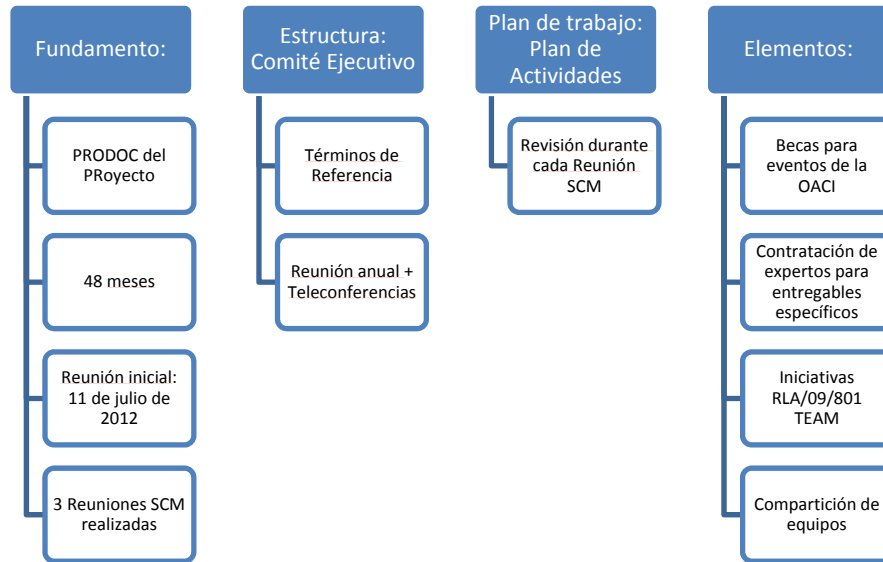 Fundamento:
PRODOC del
PRoyecto
48 meses
Reunión inicial:
11 de julio de
2012
3 Reuniones SCM
realizadas
Estructura:
Comité Ejecutivo
Términos de
Referencia
Reunión anual +
Teleconferencias
Plan de trabajo:
Plan de
Actividades
Revisión durante
cada Reunión
SCM
Elementos:
Becas para
eventos de la
OACI
Contratación de
expertos para
entregables
específicos
Iniciativas
RLA/09/801
TEAM
Compartición de
equipos